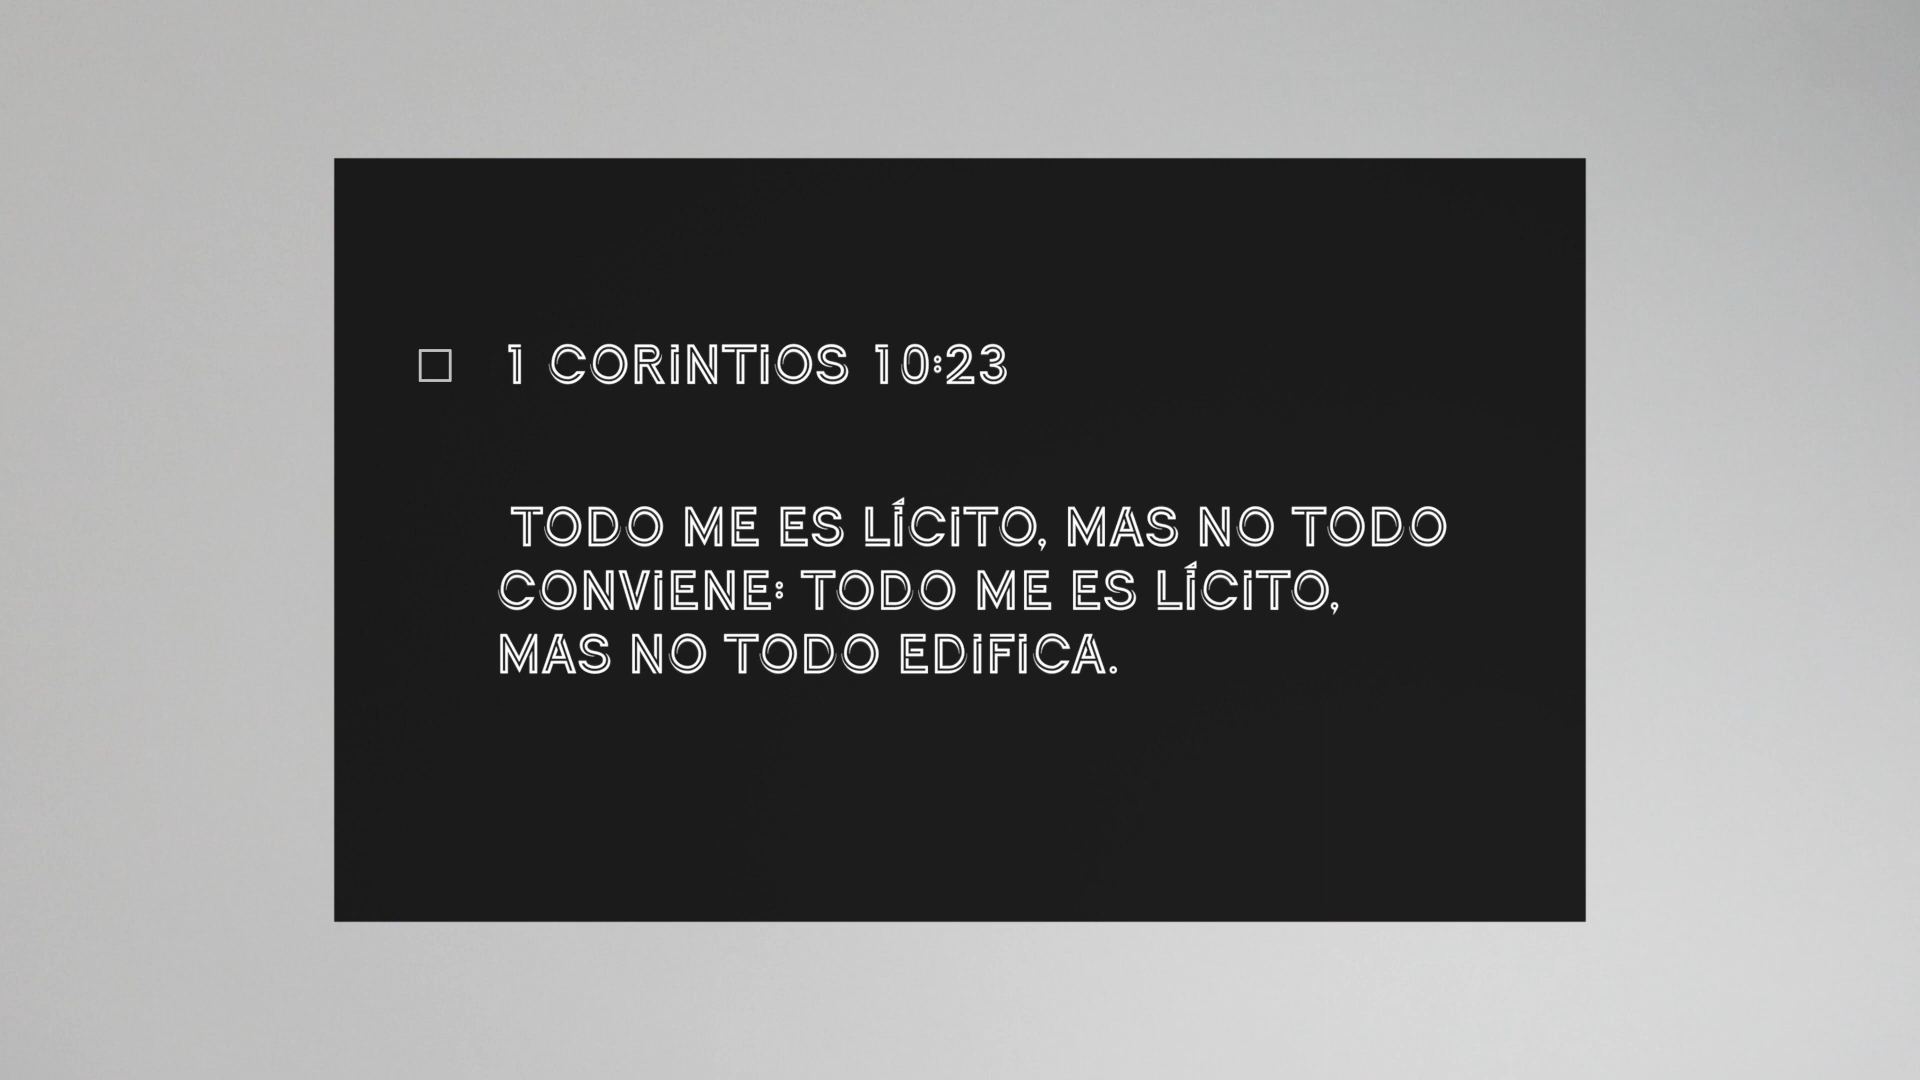 1 CORINTIOS 10:23
TODO ME ES LÍCITO, MAS NO TODO
CONVIENE: TODO ME ES LÍCITO,
MAS NO TODO EDIFICA.